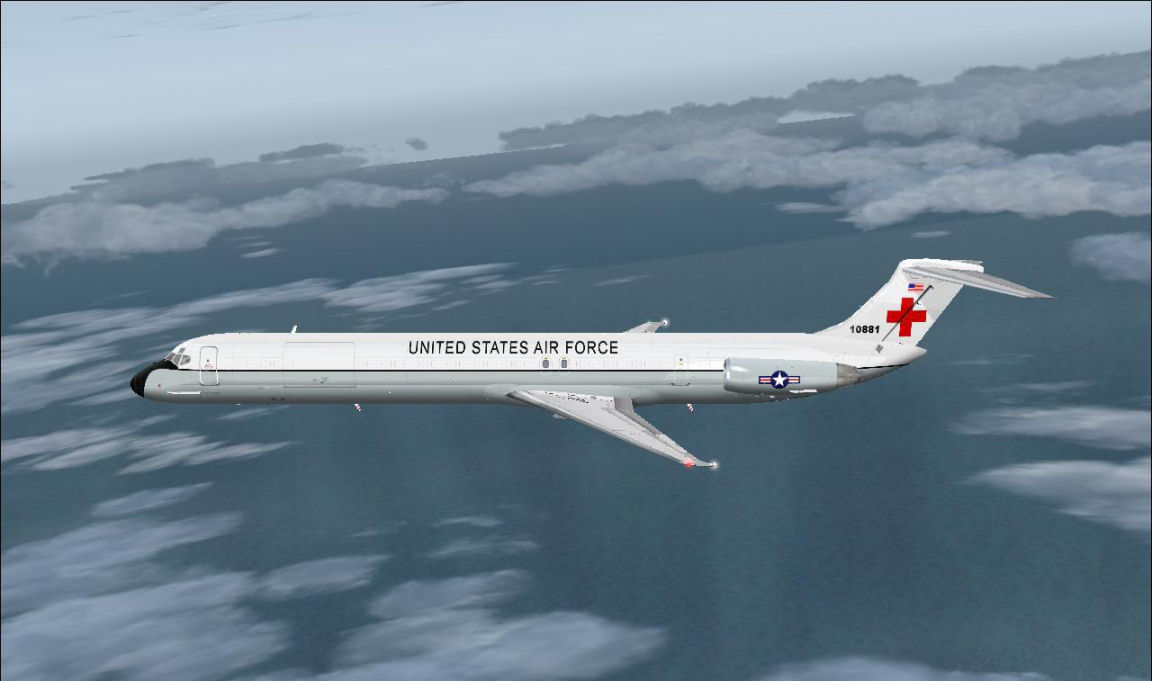 UNITED STATES AIR FORCE
10881